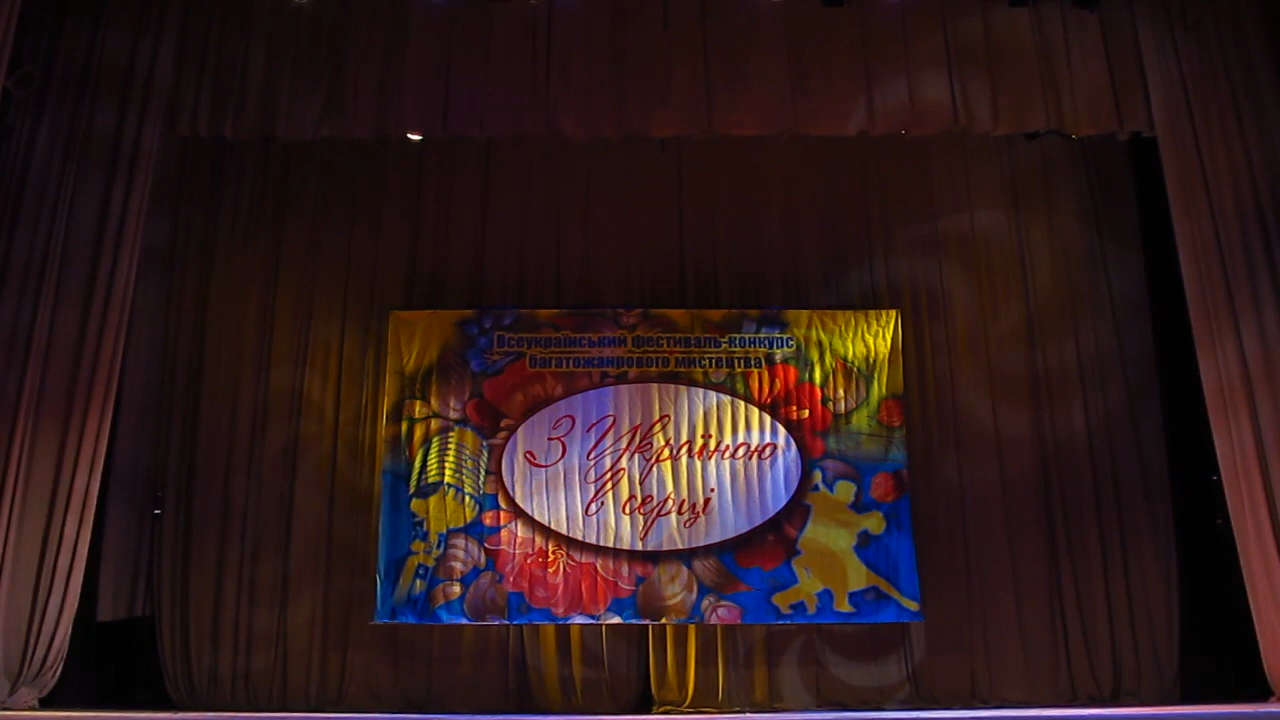 Всеукраїнський фестиваль-конкурс
багатожанрового мистецтва
З Україною
в серці